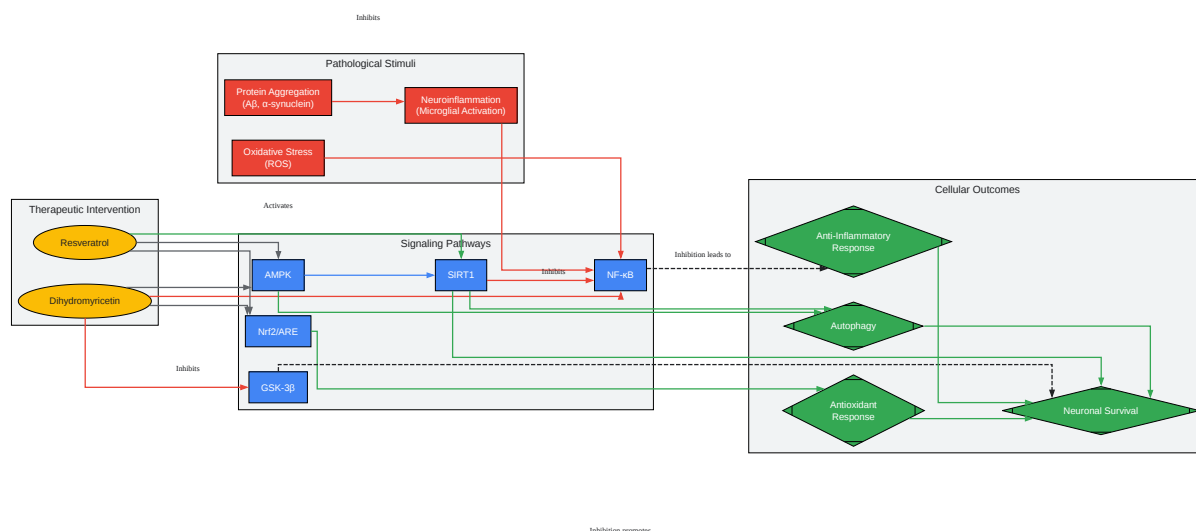 Inhibits
Pathological Stimuli
Protein Aggregation
(Aβ, α-synuclein)
Neuroinflammation
(Microglial Activation)
Oxidative Stress
(ROS)
Cellular Outcomes
Therapeutic Intervention
Activates
Resveratrol
Signaling Pathways
Anti-Inflammatory
Response
Inhibition leads to
AMPK
SIRT1
Inhibits
NF-κB
Dihydromyricetin
Nrf2/ARE
Autophagy
Inhibits
GSK-3β
Antioxidant
Response
Neuronal Survival
Inhibition promotes